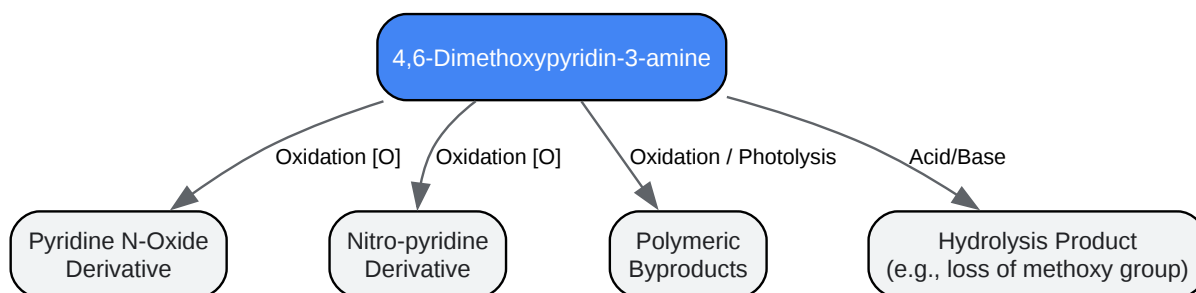 4,6-Dimethoxypyridin-3-amine
Oxidation [O]
Oxidation [O]
Oxidation / Photolysis
Acid/Base
Pyridine N-Oxide
Derivative
Nitro-pyridine
Derivative
Polymeric
Byproducts
Hydrolysis Product
(e.g., loss of methoxy group)